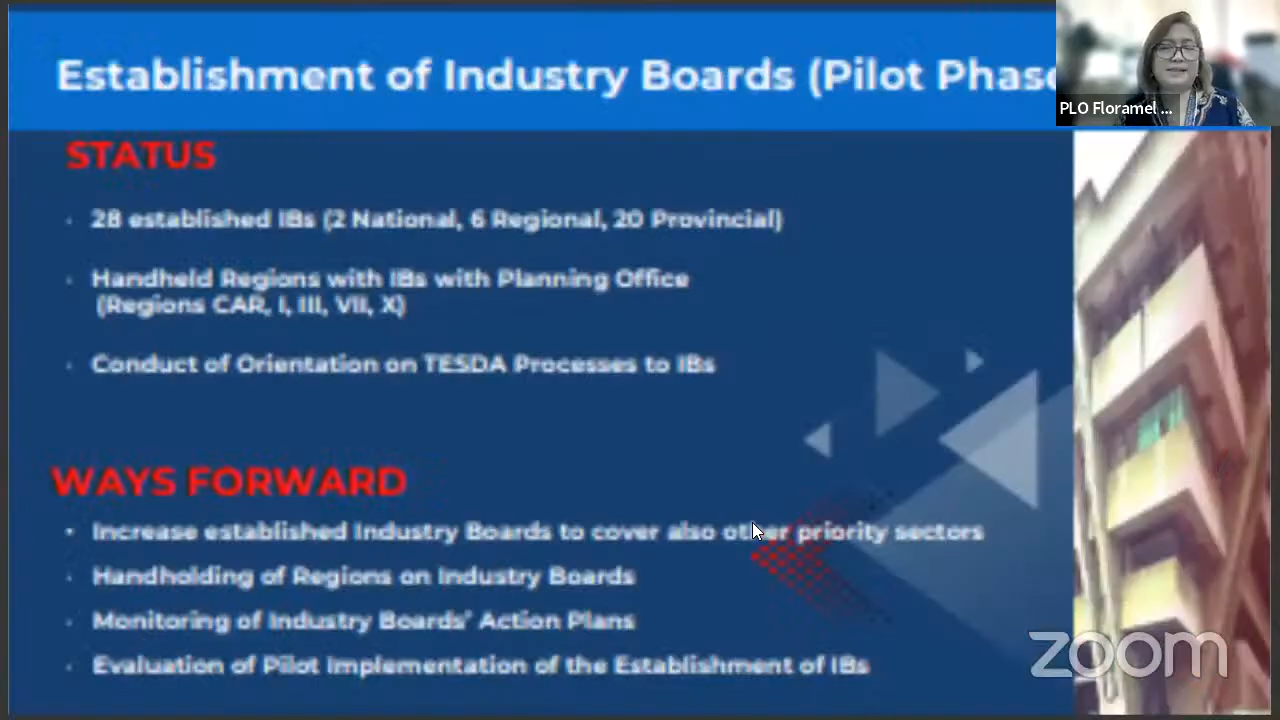 Establishment of Industry Boards (Pilot Phase
PLO Floramel ...
STATUS
· 28 established IBs (2 National, 6 Regional, 20 Provincial)
· Handheld Regions with IBs with Planning Office
(Regions CAR, I, III, VII, X)
· Conduct of Orientation on TESDA Processes to IBs
WAYS FORWARD
• Increase established Industry Boards to cover also other priority sectors
· Handholding of Regions on Industry Boards
· Monitoring of Industry Boards' Action Plans
· Evaluation of Pilot Implementation of the Establishment of IBs
zoom